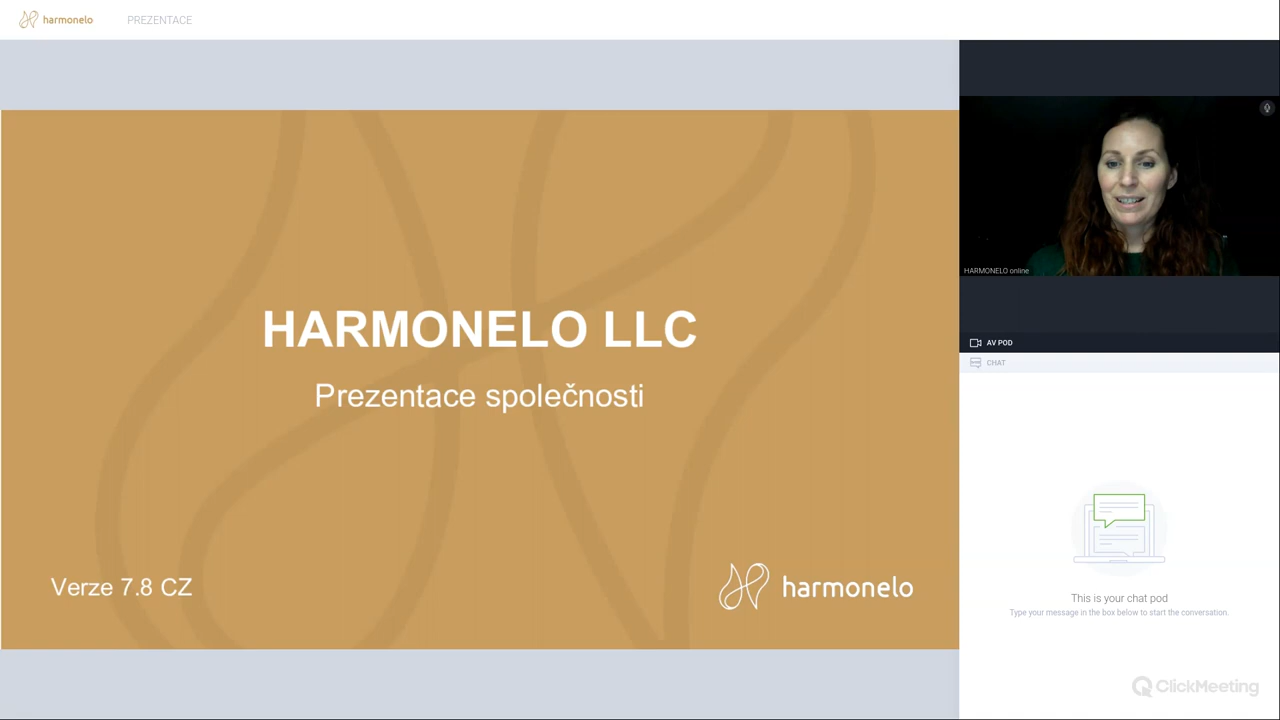 harmonelo
PREZENTACE
HARMONELO LLC
Prezentace společnosti
Verze 7.8 CZ
harmonelo
HARMONELO online
AV POD
CHAT
This is your chat pod
Type your message in the box below to start the conversation.
ClickMeeting